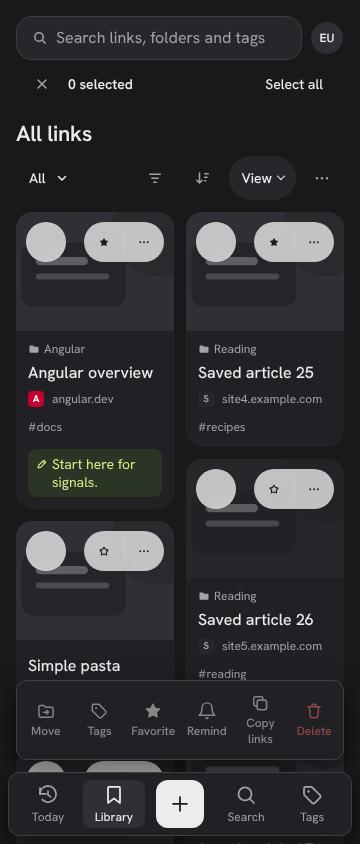 Search links, folders and tags
EU
0 selected
Select all
All links
All
View
Angular
Angular overview
A angular.dev
#docs
Start here for
signals.
Reading
Saved article 25
S site4.example.com
#recipes
Simple pasta
Reading
Saved article 26
S site5.example.com
#reading
Move
Tags
Favorite
Remind
Copy
links
Delete
Today
Library
Search
Tags